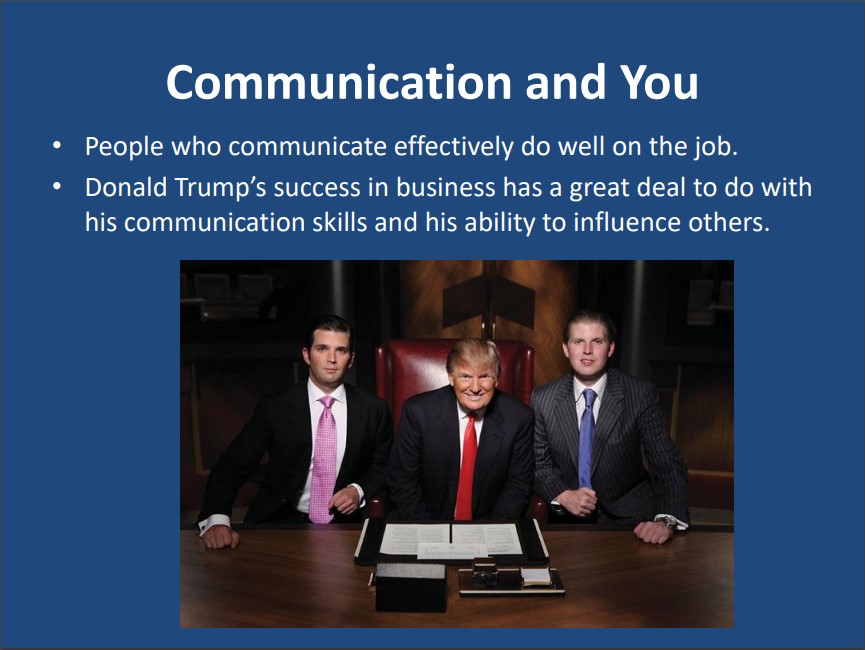 Communication and You
• People who communicate effectively do well on the job.
• Donald Trump’s success in business has a great deal to do with
his communication skills and his ability to influence others.